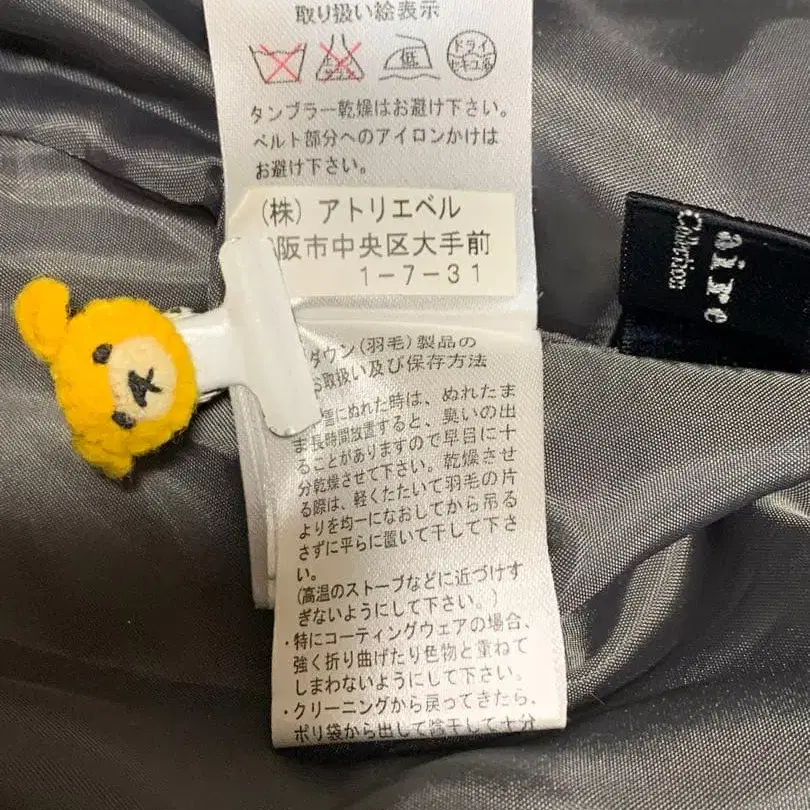 取り扱い絵表示
低
ドライ
セキユ系
タンブラー乾燥はお避け下さい。
ベルト部分へのアイロンかけは
お避け下さい。
(株) アトリエベル
阪市中央区大手前
1-7-31
ダウン(羽毛)製品の
お取扱い及び保存方法
雪にぬれた時は、ぬれたま
ま長時間放置すると、臭いの出
ることがありますので早目に十
分乾燥させて下さい。乾燥させ
る際は、軽くたたいて羽毛の片
よりを均一になおしてから吊る
さずに平らに置いて干して下さ
い。
(高温のストーブなどに近づけす
ぎないようにして下さい。)
・特にコーティングウェアの場合、
強く折り曲げたり色物と重ねて
しまわないようにして下さい。
・クリーニングから戻ってきたら、
ポリ袋から出して陰干しして十分
aire
Collection